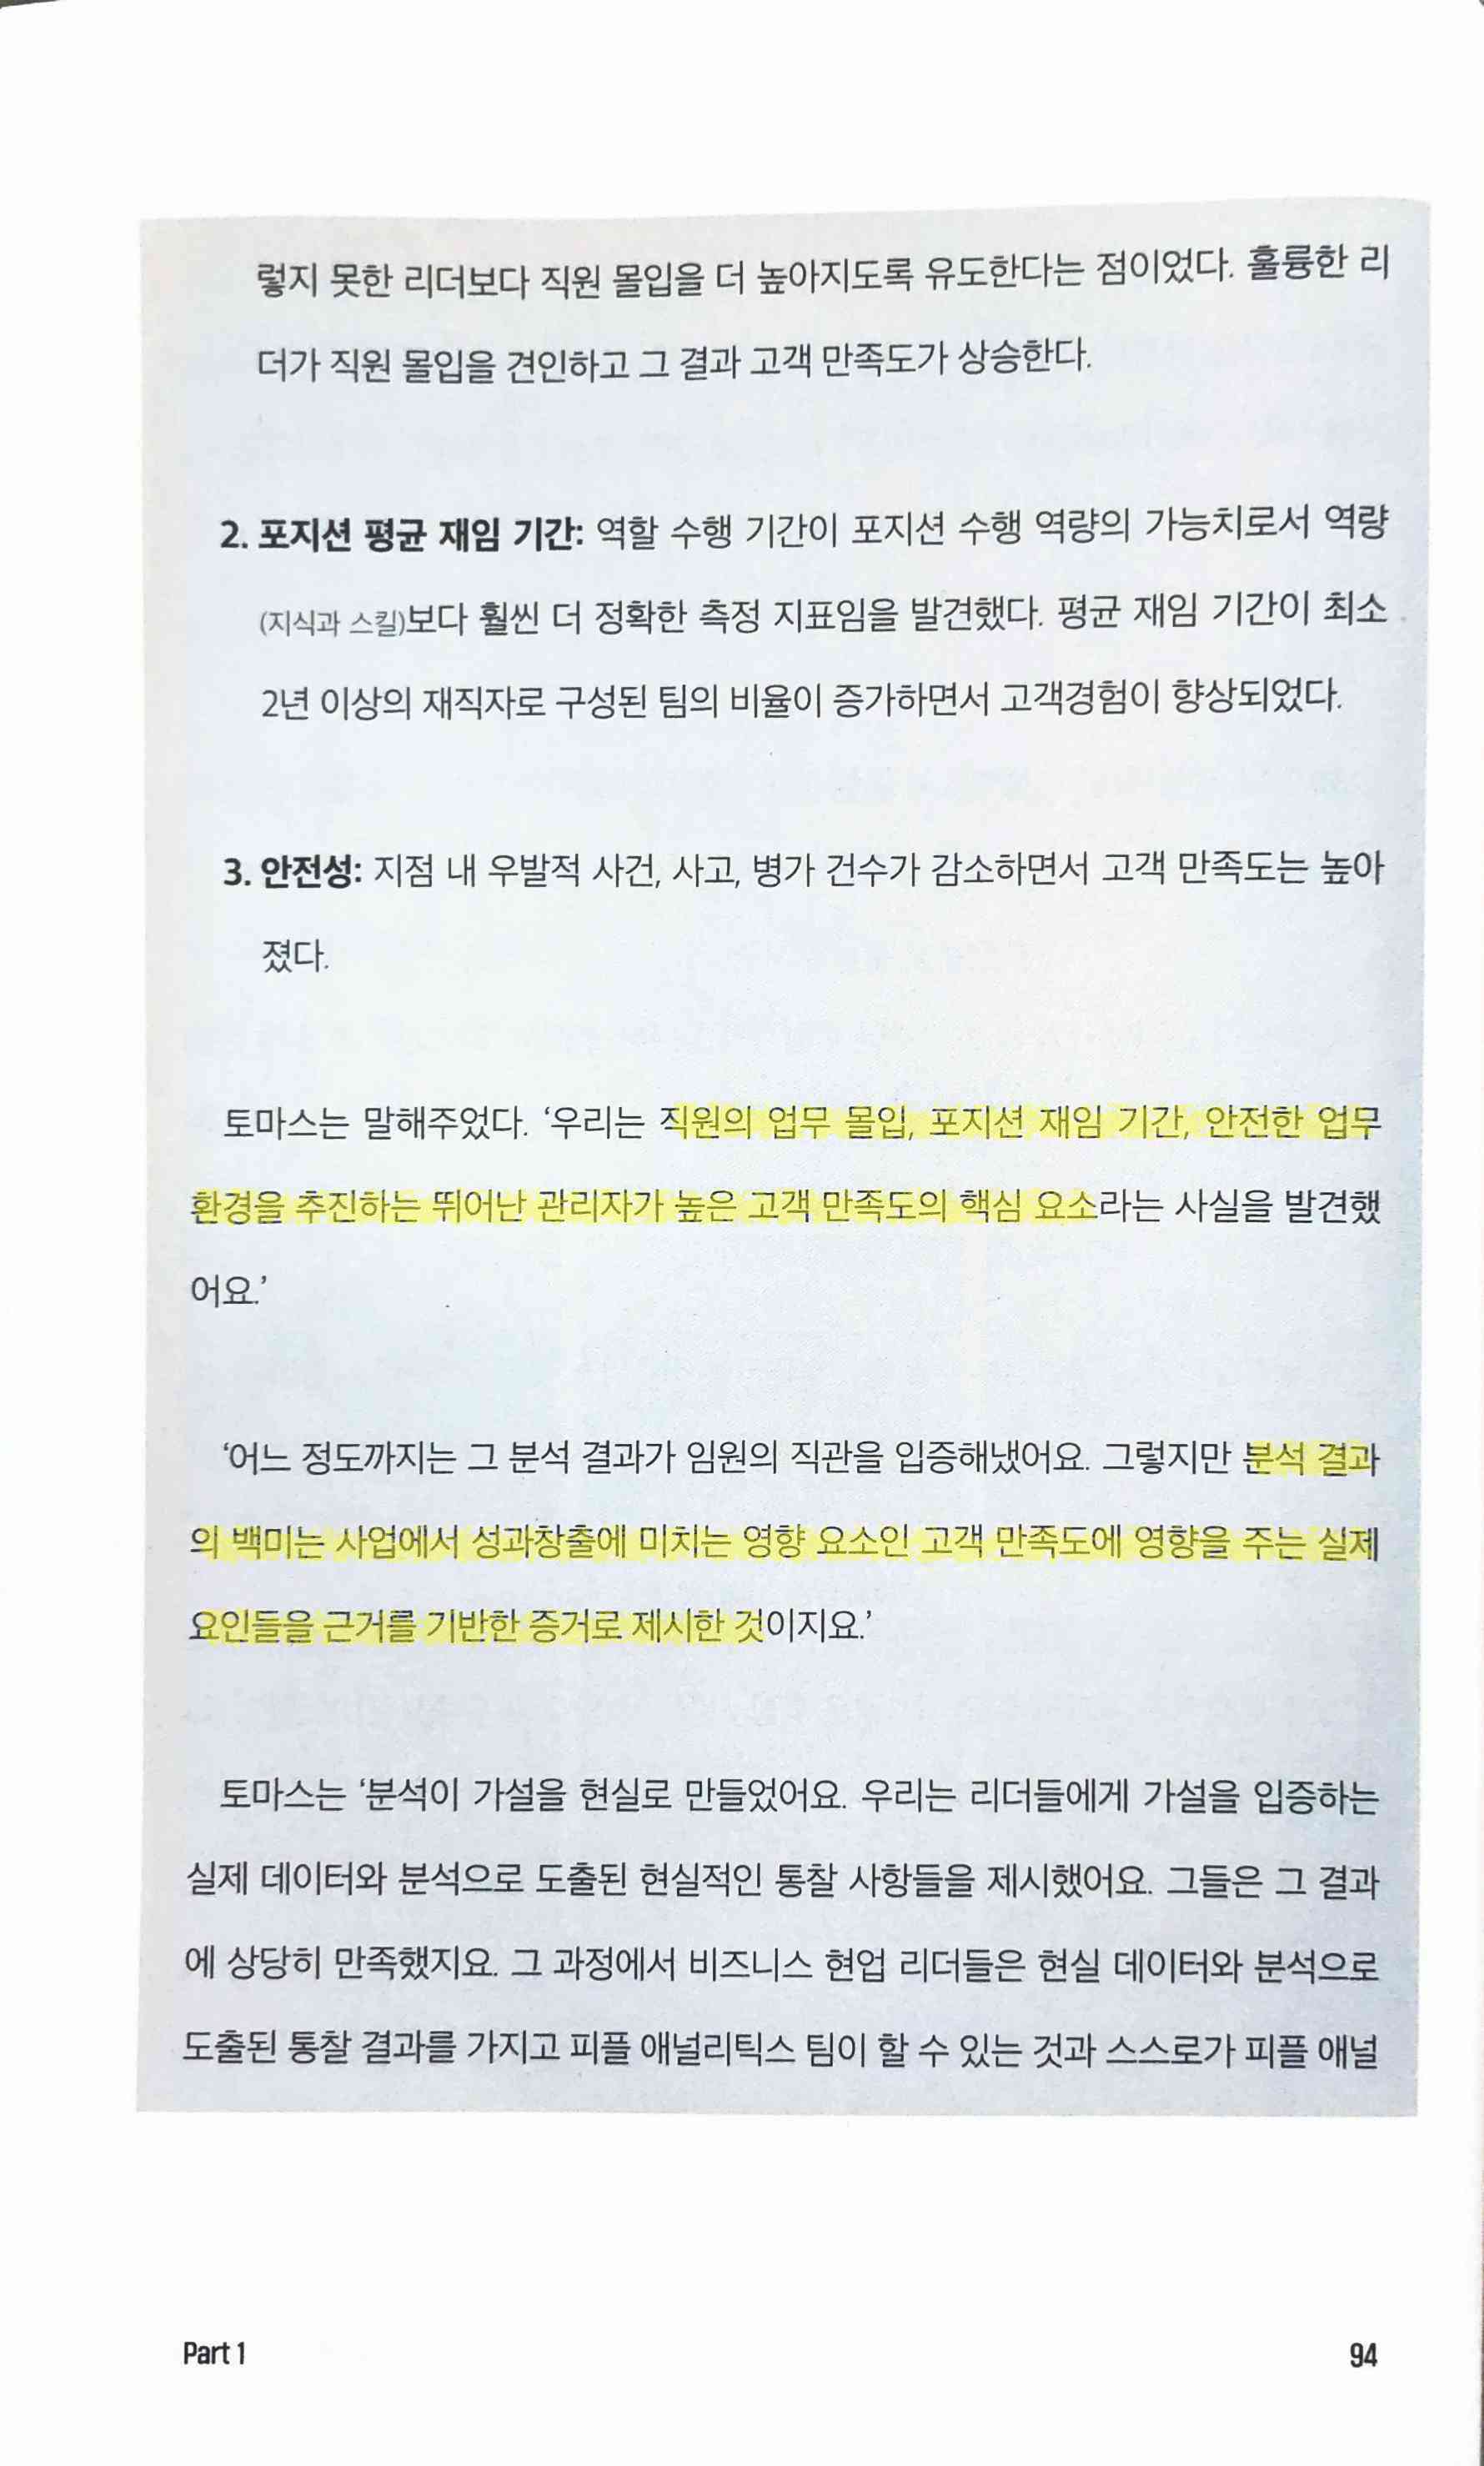 렇지 못한 리더보다 직원 몰입을 더 높아지도록 유도한다는 점이었다. 훌륭한 리
더가 직원 몰입을 견인하고 그 결과 고객 만족도가 상승한다.
2. 포지션 평균 재임 기간: 역할 수행 기간이 포지션 수행 역량의 가능치로서 역량
(지식과 스킬)보다 훨씬 더 정확한 측정 지표임을 발견했다. 평균 재임 기간이 최소
2년 이상의 재직자로 구성된 팀의 비율이 증가하면서 고객경험이 향상되었다.
3. 안전성: 지점 내 우발적 사건, 사고, 병가 건수가 감소하면서 고객 만족도는 높아
졌다.
토마스는 말해주었다. ‘우리는 직원의 업무 몰입, 포지션 재임 기간, 안전한 업무
환경을 추진하는 뛰어난 관리자가 높은 고객 만족도의 핵심 요소라는 사실을 발견했
어요.’
‘어느 정도까지는 그 분석 결과가 임원의 직관을 입증해냈어요. 그렇지만 분석 결과
의 백미는 사업에서 성과창출에 미치는 영향 요소인 고객 만족도에 영향을 주는 실제
요인들을 근거를 기반한 증거로 제시한 것이지요.’
토마스는 ‘분석이 가설을 현실로 만들었어요. 우리는 리더들에게 가설을 입증하는
실제 데이터와 분석으로 도출된 현실적인 통찰 사항들을 제시했어요. 그들은 그 결과
에 상당히 만족했지요. 그 과정에서 비즈니스 현업 리더들은 현실 데이터와 분석으로
도출된 통찰 결과를 가지고 피플 애널리틱스 팀이 할 수 있는 것과 스스로가 피플 애널
Part 1
94